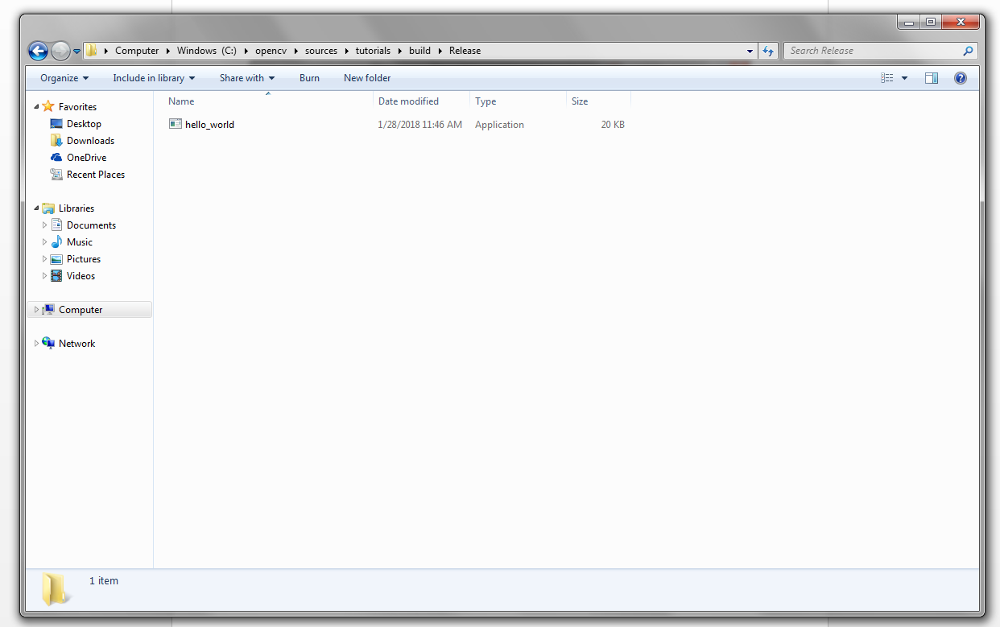 Computer Windows (C:) opencv sources tutorials build Release Search Release
Organize Include in library Share with Burn New folder
Name Date modified Type Size
hello_world 1/28/2018 11:46 AM Application 20 KB
Favorites
Desktop
Downloads
OneDrive
Recent Places
Libraries
Documents
Music
Pictures
Videos
Computer
Network
1 item